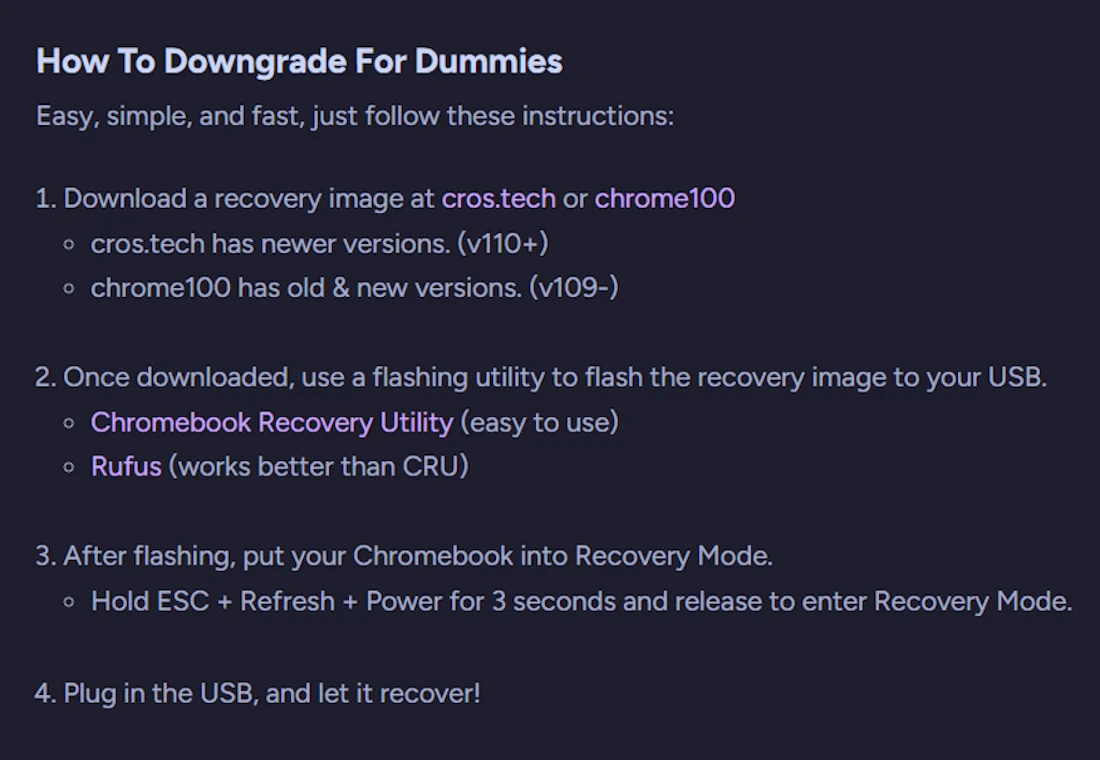 How To Downgrade For Dummies
Easy, simple, and fast, just follow these instructions:
1. Download a recovery image at cros.tech or chrome100
◦ cros.tech has newer versions. (v110+)
◦ chrome100 has old & new versions. (v109-)
2. Once downloaded, use a flashing utility to flash the recovery image to your USB.
◦ Chromebook Recovery Utility (easy to use)
◦ Rufus (works better than CRU)
3. After flashing, put your Chromebook into Recovery Mode.
◦ Hold ESC + Refresh + Power for 3 seconds and release to enter Recovery Mode.
4. Plug in the USB, and let it recover!